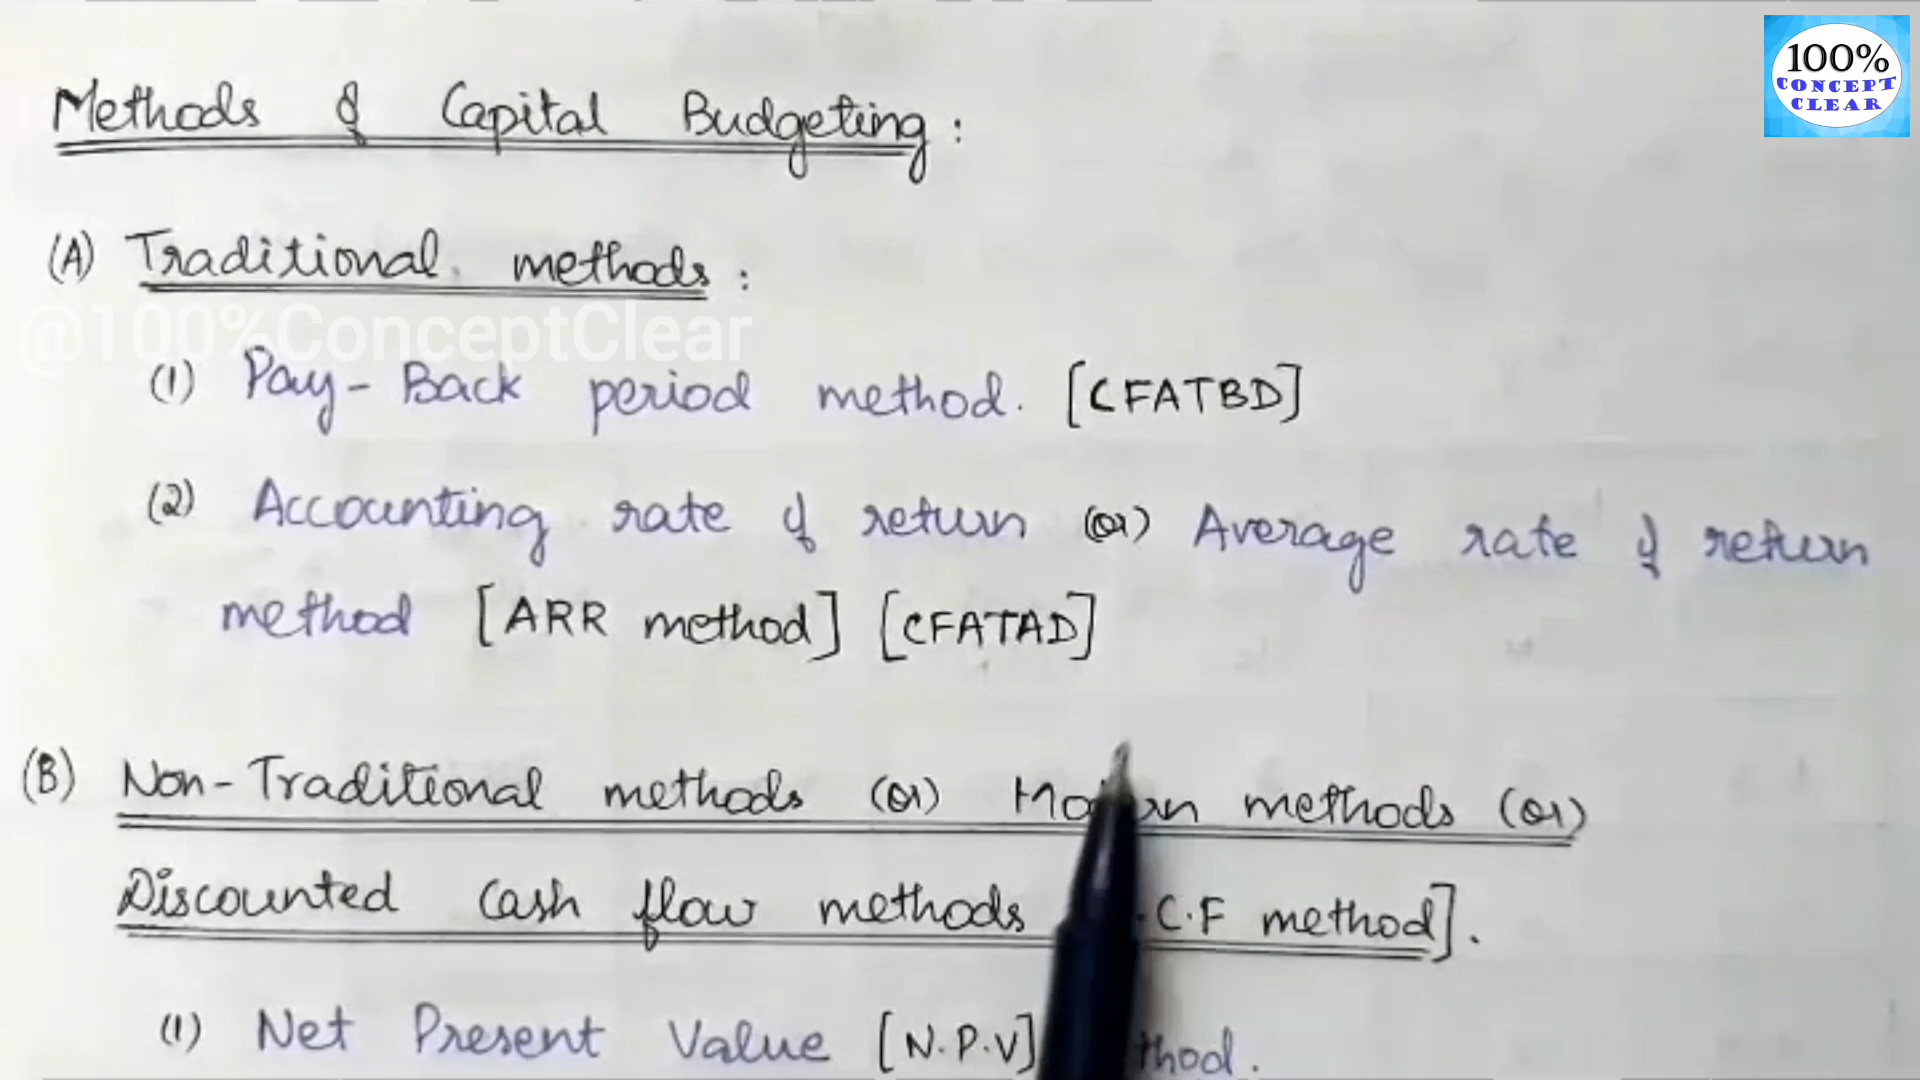 100%
CONCEPT
CLEAR
Methods of Capital Budgeting:
(A) Traditional methods:
@100%ConceptClear
(1) Pay-Back period method. [CFATBD]
(2) Accounting rate of return (or) Average rate of return
method [ARR method] [CFATAD]
(B) Non-Traditional methods (or) methods (or)
Discounted Cash flow methods C.F method].
(1) Net Present Value [N.P.V]